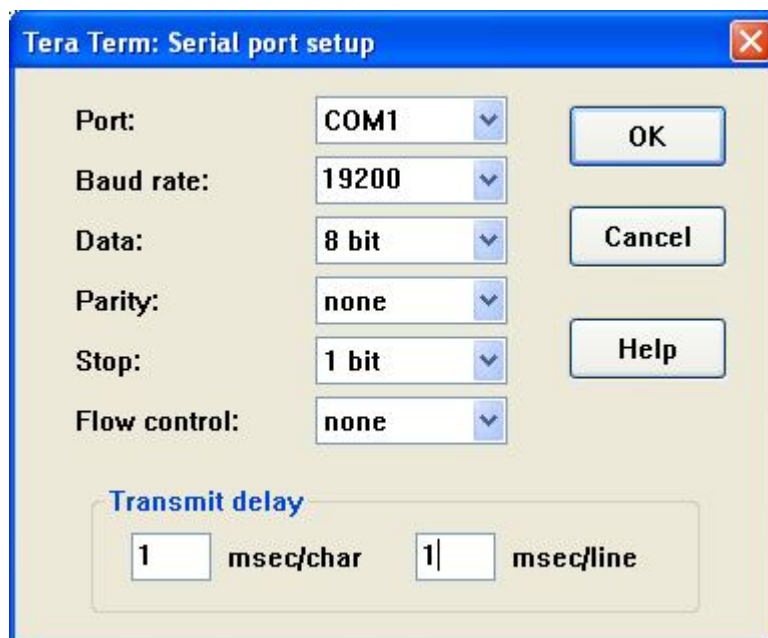 Tera Term: Serial port setup
Port: COM1
OK
Baud rate: 19200
Data: 8 bit
Cancel
Parity: none
Stop: 1 bit
Help
Flow control: none
Transmit delay
1 msec/char 1 msec/line